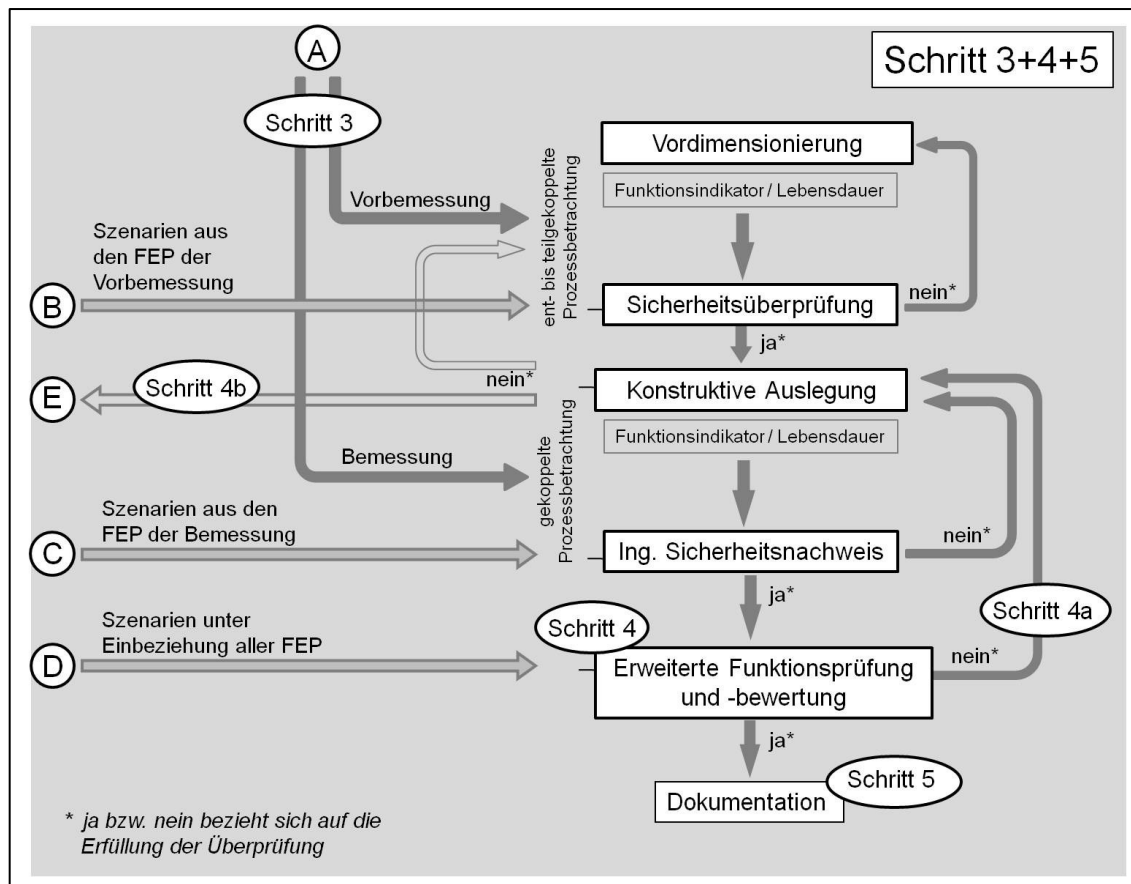 A
Schritt 3+4+5
Schritt 3
Vordimensionierung
Funktionsindikator / Lebensdauer
Vorbemessung
ent- bis teilgekoppelte
Prozessbetrachtung
Szenarien aus
den FEP der
Vorbemessung
B
Sicherheitsüberprüfung
nein*
ja*
nein*
E
Schritt 4b
Konstruktive Auslegung
Funktionsindikator / Lebensdauer
Bemessung
gekoppelte
Prozessbetrachtung
Szenarien aus den
FEP der Bemessung
C
Ing. Sicherheitsnachweis
nein*
ja*
Schritt 4a
Szenarien unter
Einbeziehung aller FEP
D
Schritt 4
Erweiterte Funktionsprüfung
und -bewertung
nein*
ja*
Schritt 5
Dokumentation
* ja bzw. nein bezieht sich auf die
Erfüllung der Überprüfung